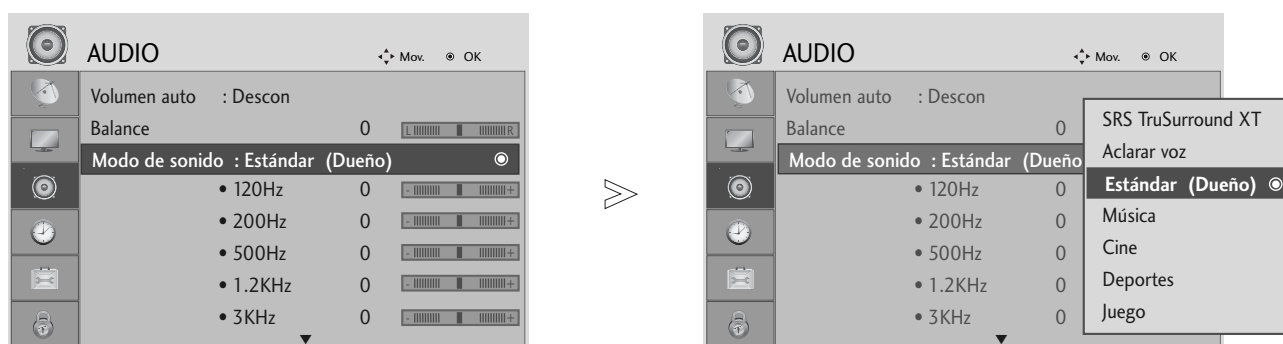 AUDIO
Mov. OK
Volumen auto : Descon
Balance 0 L R
Modo de sonido : Estándar (Dueño)
• 120Hz 0 - +
• 200Hz 0 - +
• 500Hz 0 - +
• 1.2KHz 0 - +
• 3KHz 0 - +
AUDIO
Mov. OK
Volumen auto : Descon
Balance 0
Modo de sonido : Estándar (Dueño
• 120Hz 0
• 200Hz 0
• 500Hz 0
• 1.2KHz 0
• 3KHz 0
SRS TruSurround XT
Aclarar voz
Estándar (Dueño)
Música
Cine
Deportes
Juego